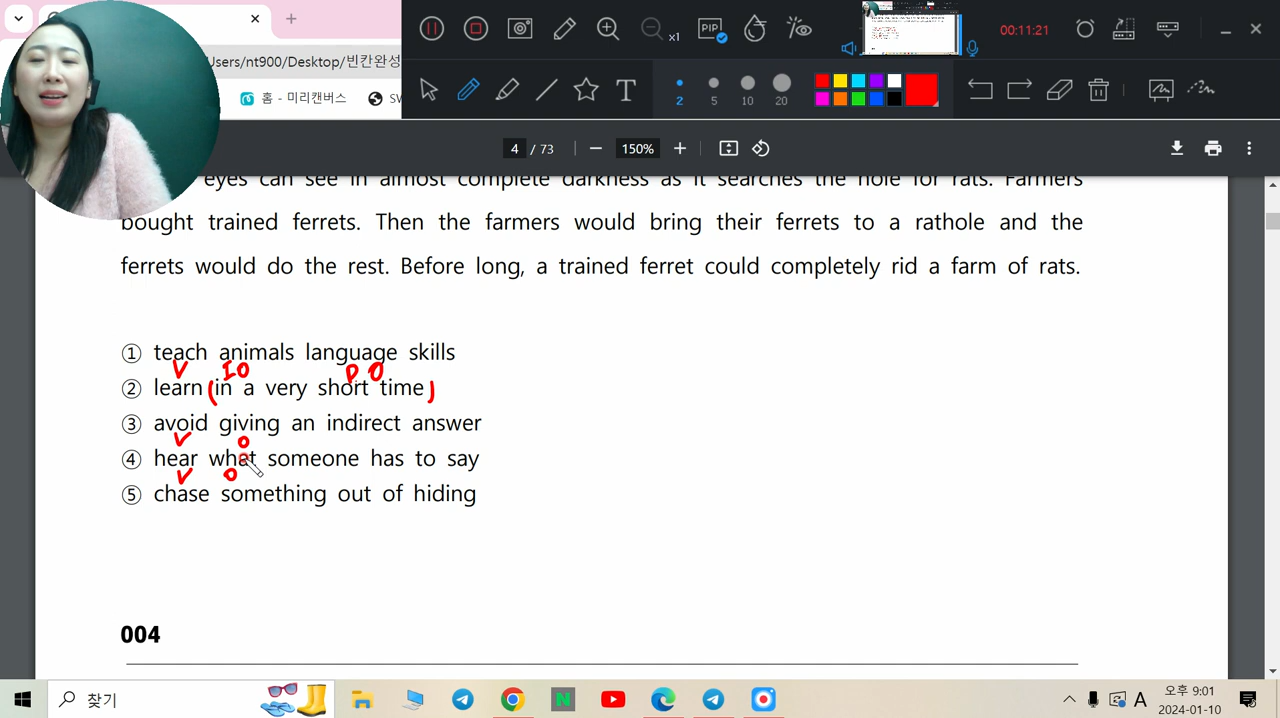 00:11:21
Users/nt900/Desktop/빈칸완성
x1
PIP
T
2 5 10 20
홈 - 미리캔버스
4 / 73 150%
eyes can see in almost complete darkness as it searches the hole for rats. Farmers
bought trained ferrets. Then the farmers would bring their ferrets to a rathole and the
ferrets would do the rest. Before long, a trained ferret could completely rid a farm of rats.
① teach animals language skills
V IO DO
② learn (in a very short time)
③ avoid giving an indirect answer
V O
④ hear what someone has to say
V O
⑤ chase something out of hiding
004
찾기
N
A
오후 9:01
2024-01-10